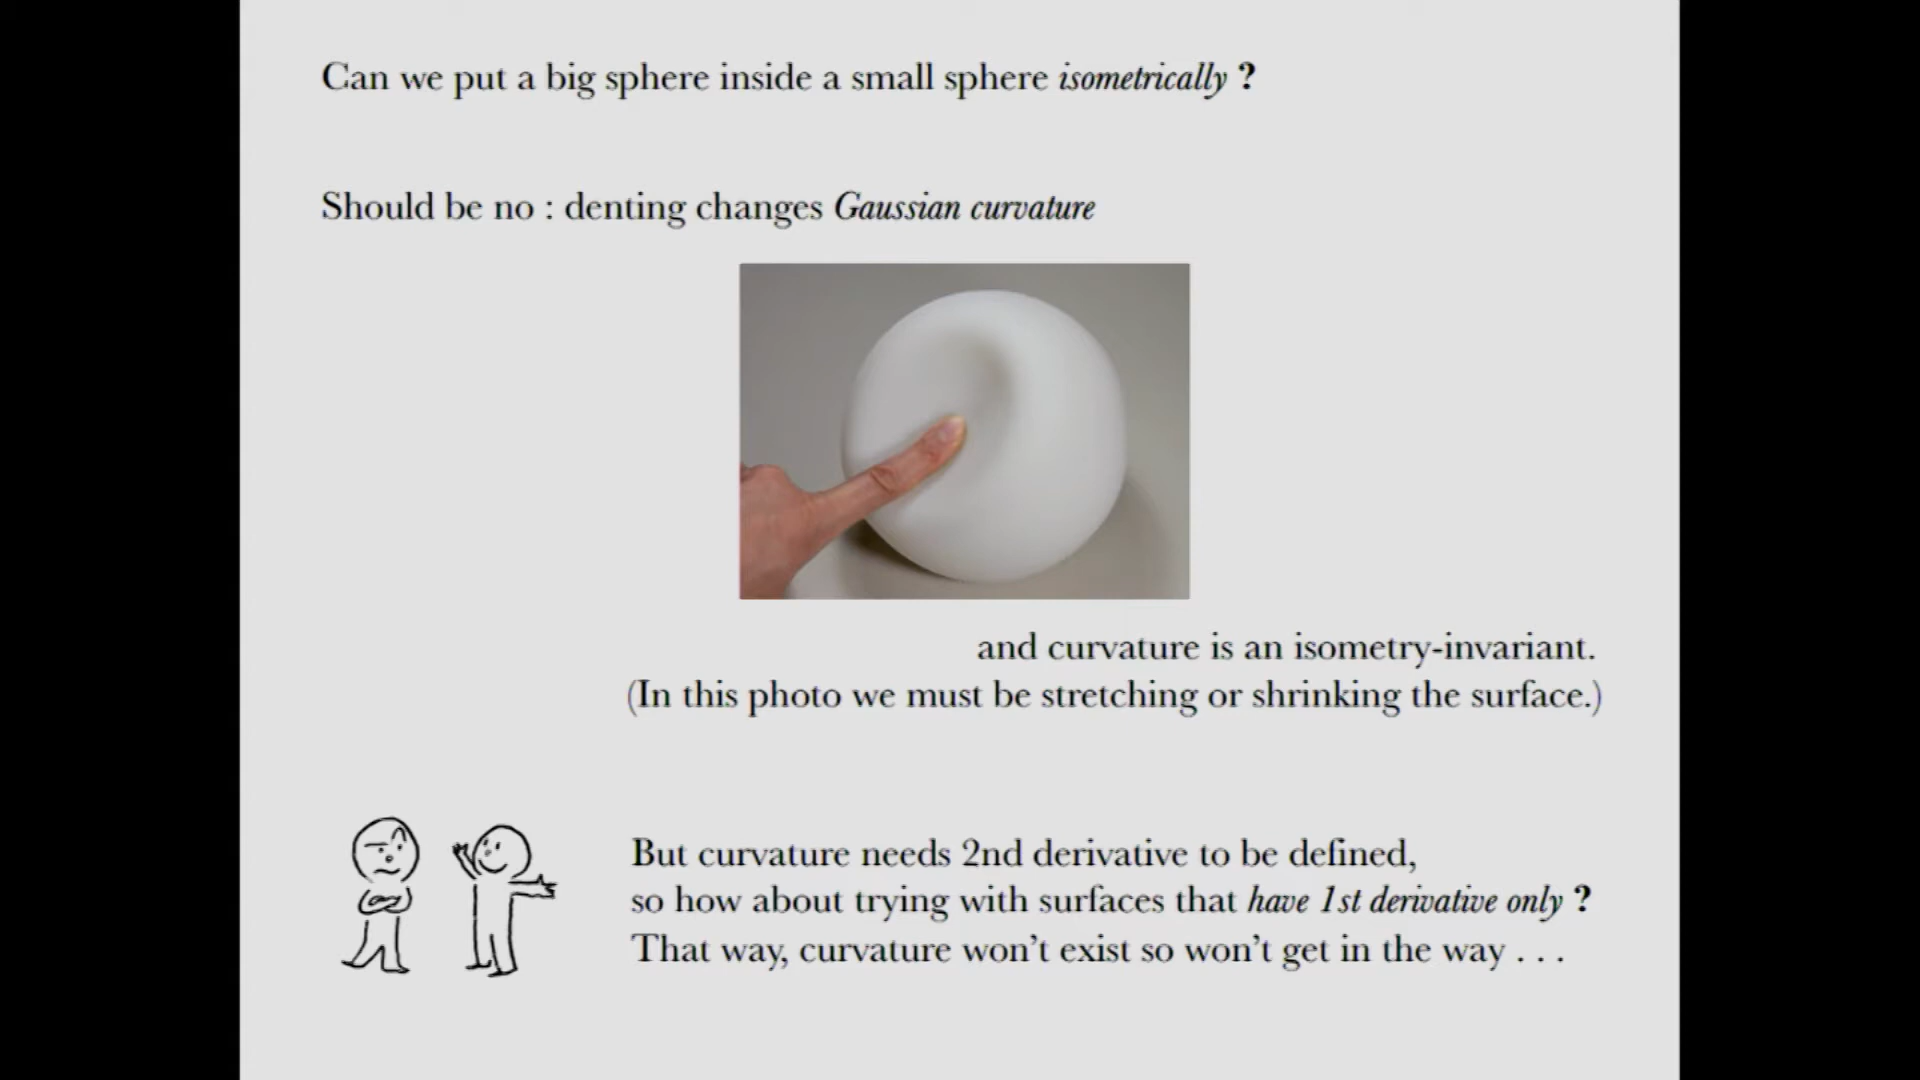 Can we put a big sphere inside a small sphere isometrically ?
Should be no : denting changes Gaussian curvature
and curvature is an isometry-invariant.
(In this photo we must be stretching or shrinking the surface.)
But curvature needs 2nd derivative to be defined,
so how about trying with surfaces that have 1st derivative only ?
That way, curvature won't exist so won't get in the way . . .